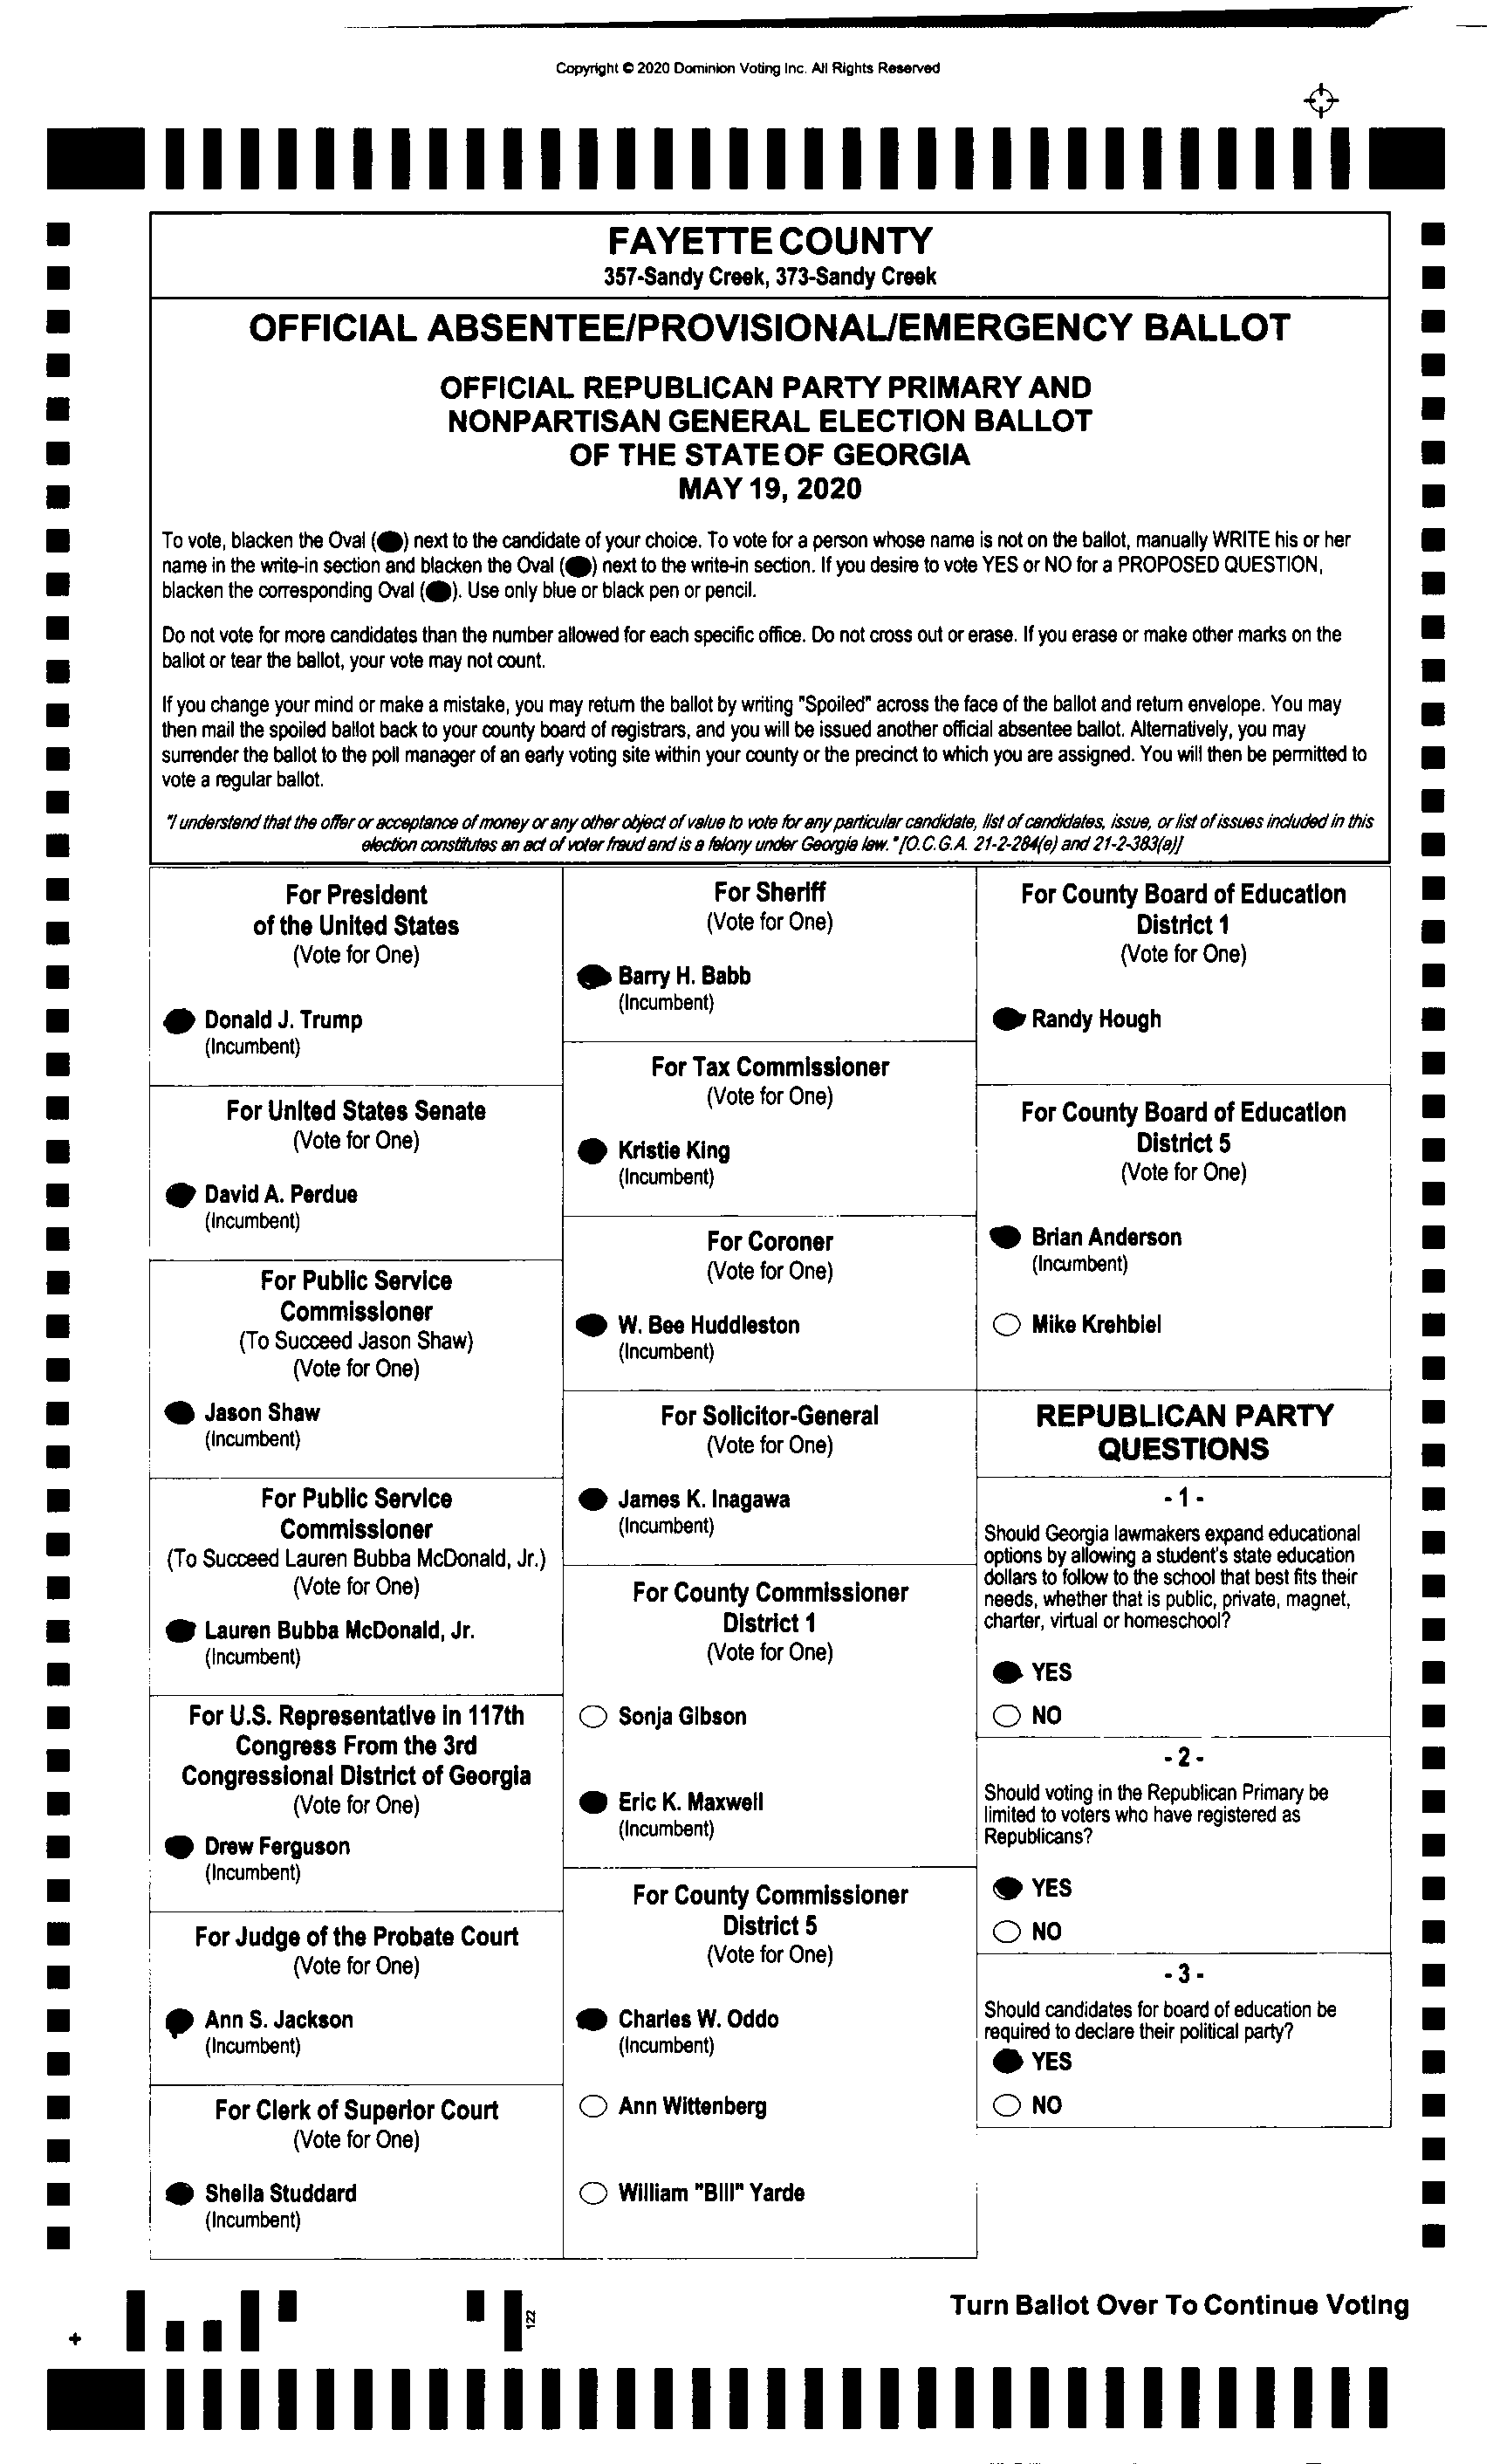 Copyright © 2020 Dominion Voting Inc. All Rights Reserved
FAYETTE COUNTY
357-Sandy Creek, 373-Sandy Creek
OFFICIAL ABSENTEE/PROVISIONAL/EMERGENCY BALLOT
OFFICIAL REPUBLICAN PARTY PRIMARY AND
NONPARTISAN GENERAL ELECTION BALLOT
OF THE STATE OF GEORGIA
MAY 19, 2020
To vote, blacken the Oval () next to the candidate of your choice. To vote for a person whose name is not on the ballot, manually WRITE his or her
name in the write-in section and blacken the Oval () next to the write-in section. If you desire to vote YES or NO for a PROPOSED QUESTION,
blacken the corresponding Oval (). Use only blue or black pen or pencil.
Do not vote for more candidates than the number allowed for each specific office. Do not cross out or erase. If you erase or make other marks on the
ballot or tear the ballot, your vote may not count.
If you change your mind or make a mistake, you may return the ballot by writing "Spoiled" across the face of the ballot and return envelope. You may
then mail the spoiled ballot back to your county board of registrars, and you will be issued another official absentee ballot. Alternatively, you may
surrender the ballot to the poll manager of an early voting site within your county or the precinct to which you are assigned. You will then be permitted to
vote a regular ballot.
"I understand that the offer or acceptance of money or any other object of value to vote for any particular candidate, list of candidates, issue, or list of issues included in this
election constitutes an act of voter fraud and is a felony under Georgia law." [O.C.G.A. 21-2-284(e) and 21-2-383(a)]
For President
of the United States
(Vote for One)
Donald J. Trump
(Incumbent)
For United States Senate
(Vote for One)
David A. Perdue
(Incumbent)
For Public Service
Commissioner
(To Succeed Jason Shaw)
(Vote for One)
Jason Shaw
(Incumbent)
For Public Service
Commissioner
(To Succeed Lauren Bubba McDonald, Jr.)
(Vote for One)
Lauren Bubba McDonald, Jr.
(Incumbent)
For U.S. Representative in 117th
Congress From the 3rd
Congressional District of Georgia
(Vote for One)
Drew Ferguson
(Incumbent)
For Judge of the Probate Court
(Vote for One)
Ann S. Jackson
(Incumbent)
For Clerk of Superior Court
(Vote for One)
Sheila Studdard
(Incumbent)
For Sheriff
(Vote for One)
Barry H. Babb
(Incumbent)
For Tax Commissioner
(Vote for One)
Kristie King
(Incumbent)
For Coroner
(Vote for One)
W. Bee Huddleston
(Incumbent)
For Solicitor-General
(Vote for One)
James K. Inagawa
(Incumbent)
For County Commissioner
District 1
(Vote for One)
Sonja Gibson
Eric K. Maxwell
(Incumbent)
For County Commissioner
District 5
(Vote for One)
Charles W. Oddo
(Incumbent)
Ann Wittenberg
William "Bill" Yarde
For County Board of Education
District 1
(Vote for One)
Randy Hough
For County Board of Education
District 5
(Vote for One)
Brian Anderson
(Incumbent)
Mike Krehbiel
REPUBLICAN PARTY
QUESTIONS
- 1 -
Should Georgia lawmakers expand educational
options by allowing a student's state education
dollars to follow to the school that best fits their
needs, whether that is public, private, magnet,
charter, virtual or homeschool?
YES
NO
- 2 -
Should voting in the Republican Primary be
limited to voters who have registered as
Republicans?
YES
NO
- 3 -
Should candidates for board of education be
required to declare their political party?
YES
NO
Turn Ballot Over To Continue Voting
122